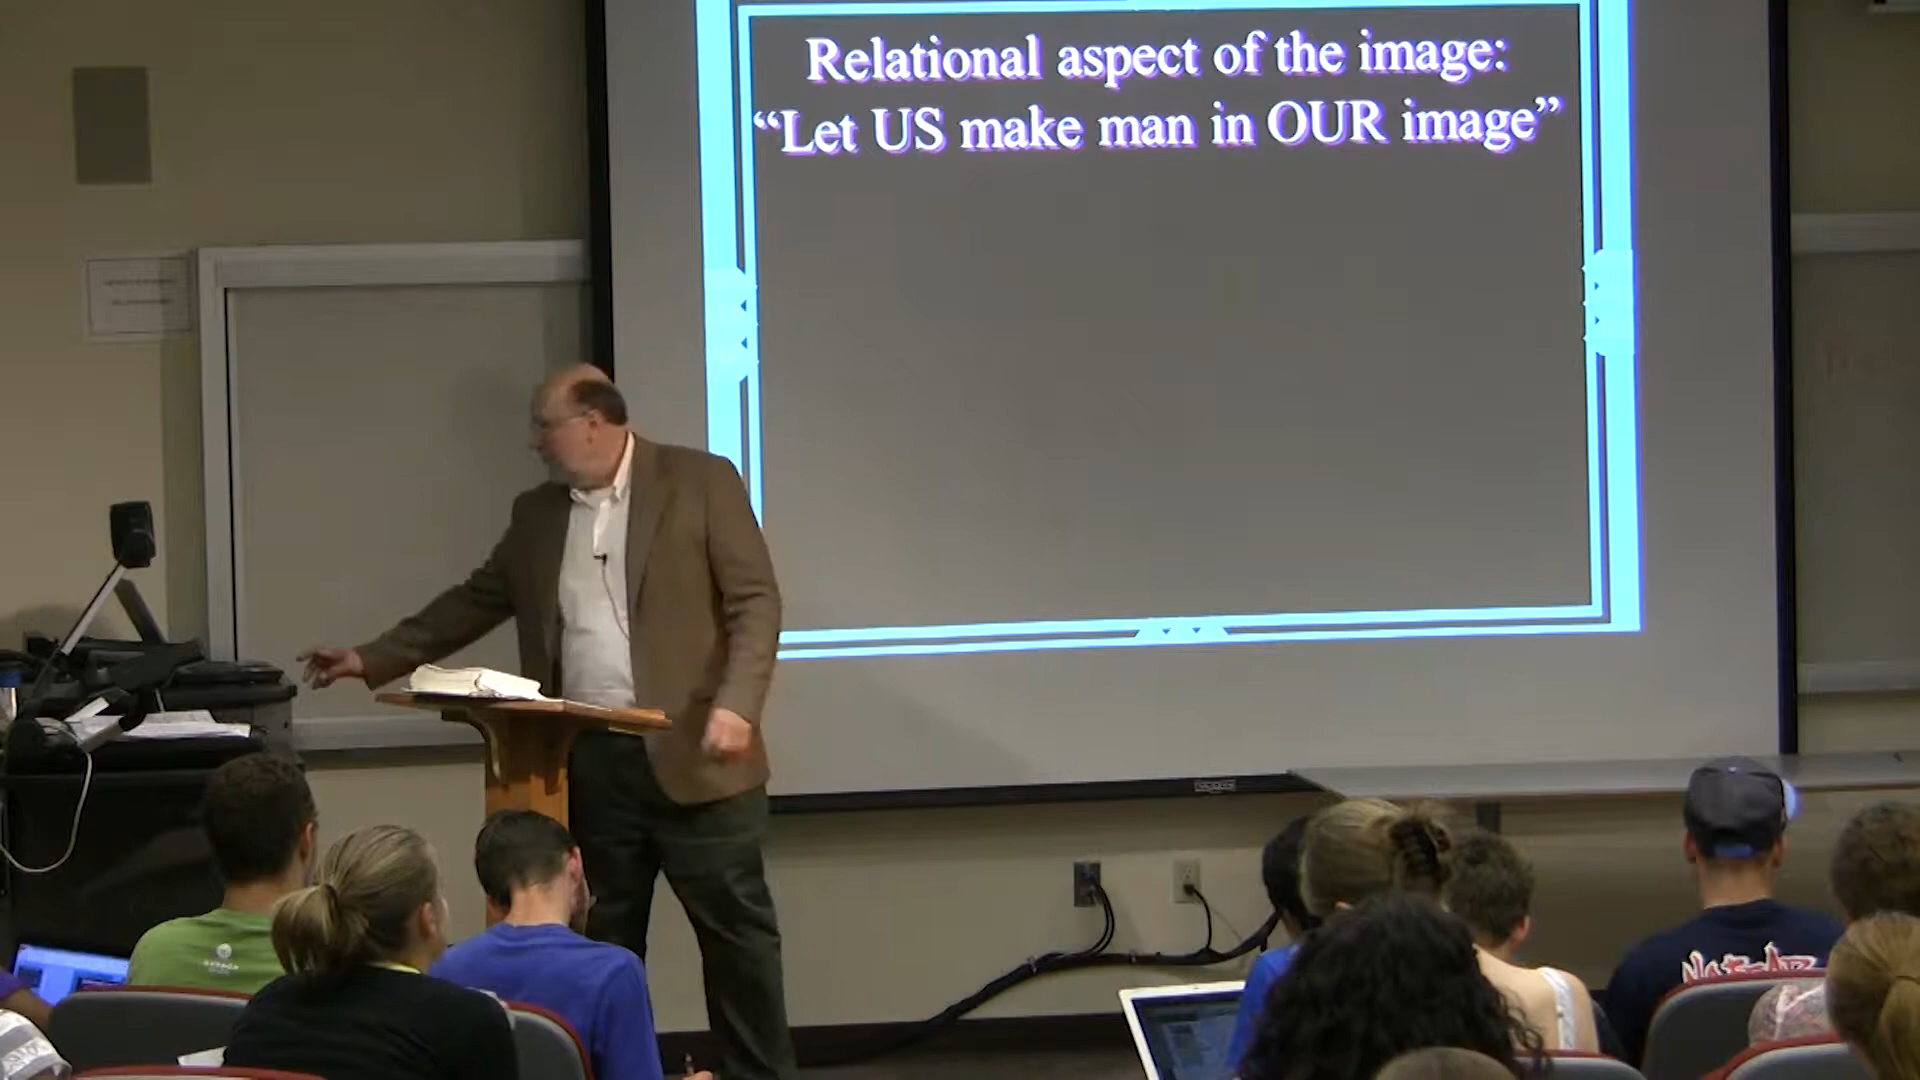 Relational aspect of the image:
“Let US make man in OUR image”